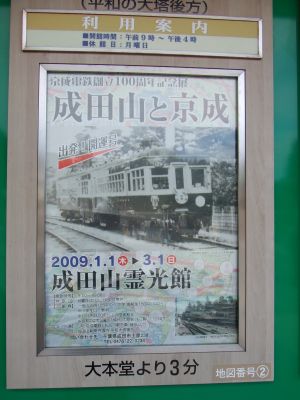 (平和の大塔後方)
利用案内
■開館時間：午前9時～午後4時
■休館日：月曜日
京成電鉄創立100周年記念展
成田山と京成
出発!開運号
2009.1.1木▶3.1日
成田山霊光館
大本堂より3分
地図番号②